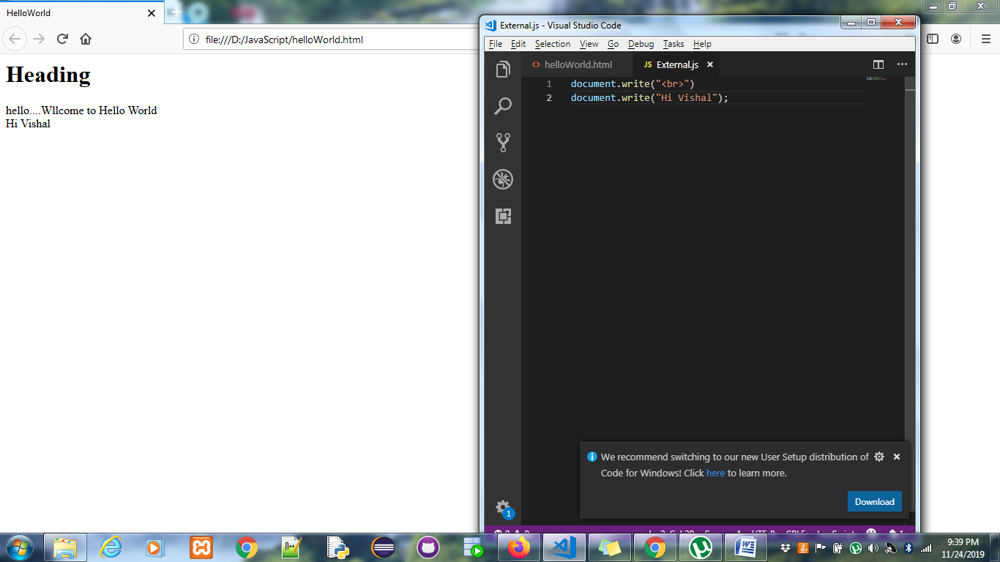 HelloWorld
file:///D:/JavaScript/helloWorld.html
Heading
hello....Wllcome to Hello World
Hi Vishal
External.js - Visual Studio Code
File Edit Selection View Go Debug Tasks Help
helloWorld.html JS External.js
1 document.write("<br>")
2 document.write("Hi Vishal");
We recommend switching to our new User Setup distribution of
Code for Windows! Click here to learn more.
Download
1
9:39 PM
11/24/2019